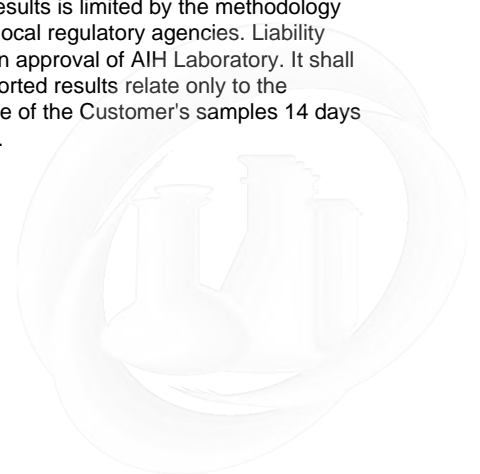 esults is limited by the methodology
ocal regulatory agencies. Liability
n approval of AIH Laboratory. It shall
orted results relate only to the
e of the Customer's samples 14 days